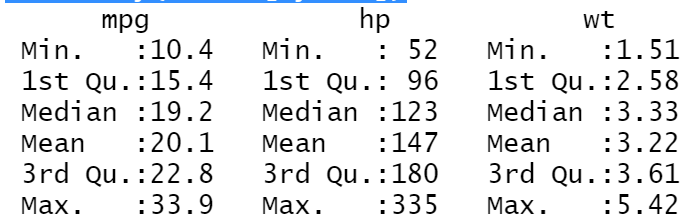 mpg hp wt
Min. :10.4 Min. : 52 Min. :1.51
1st Qu.:15.4 1st Qu.: 96 1st Qu.:2.58
Median :19.2 Median :123 Median :3.33
Mean :20.1 Mean :147 Mean :3.22
3rd Qu.:22.8 3rd Qu.:180 3rd Qu.:3.61
Max. :33.9 Max. :335 Max. :5.42